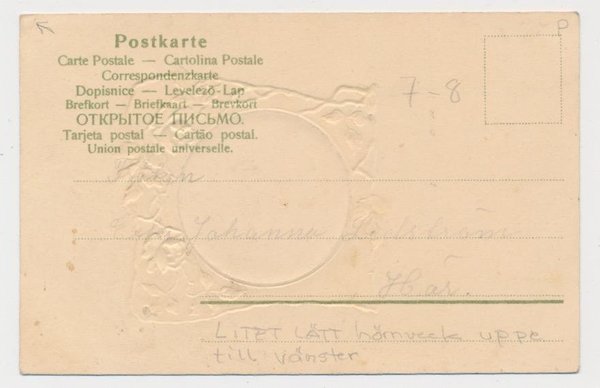 Postkarte
Carte Postale — Cartolina Postale
Correspondenzkarte
Dopisnice — Levelező-Lap
Brefkort — Briefkaart — Brevkort
ОТКРЫТОЕ ПИСЬМО.
Tarjeta postal — Cartão postal.
Union postale universelle.
P
7-8
Fröken
Johanna
Här.
LITET LÄTT hörnveck uppe
till vänster